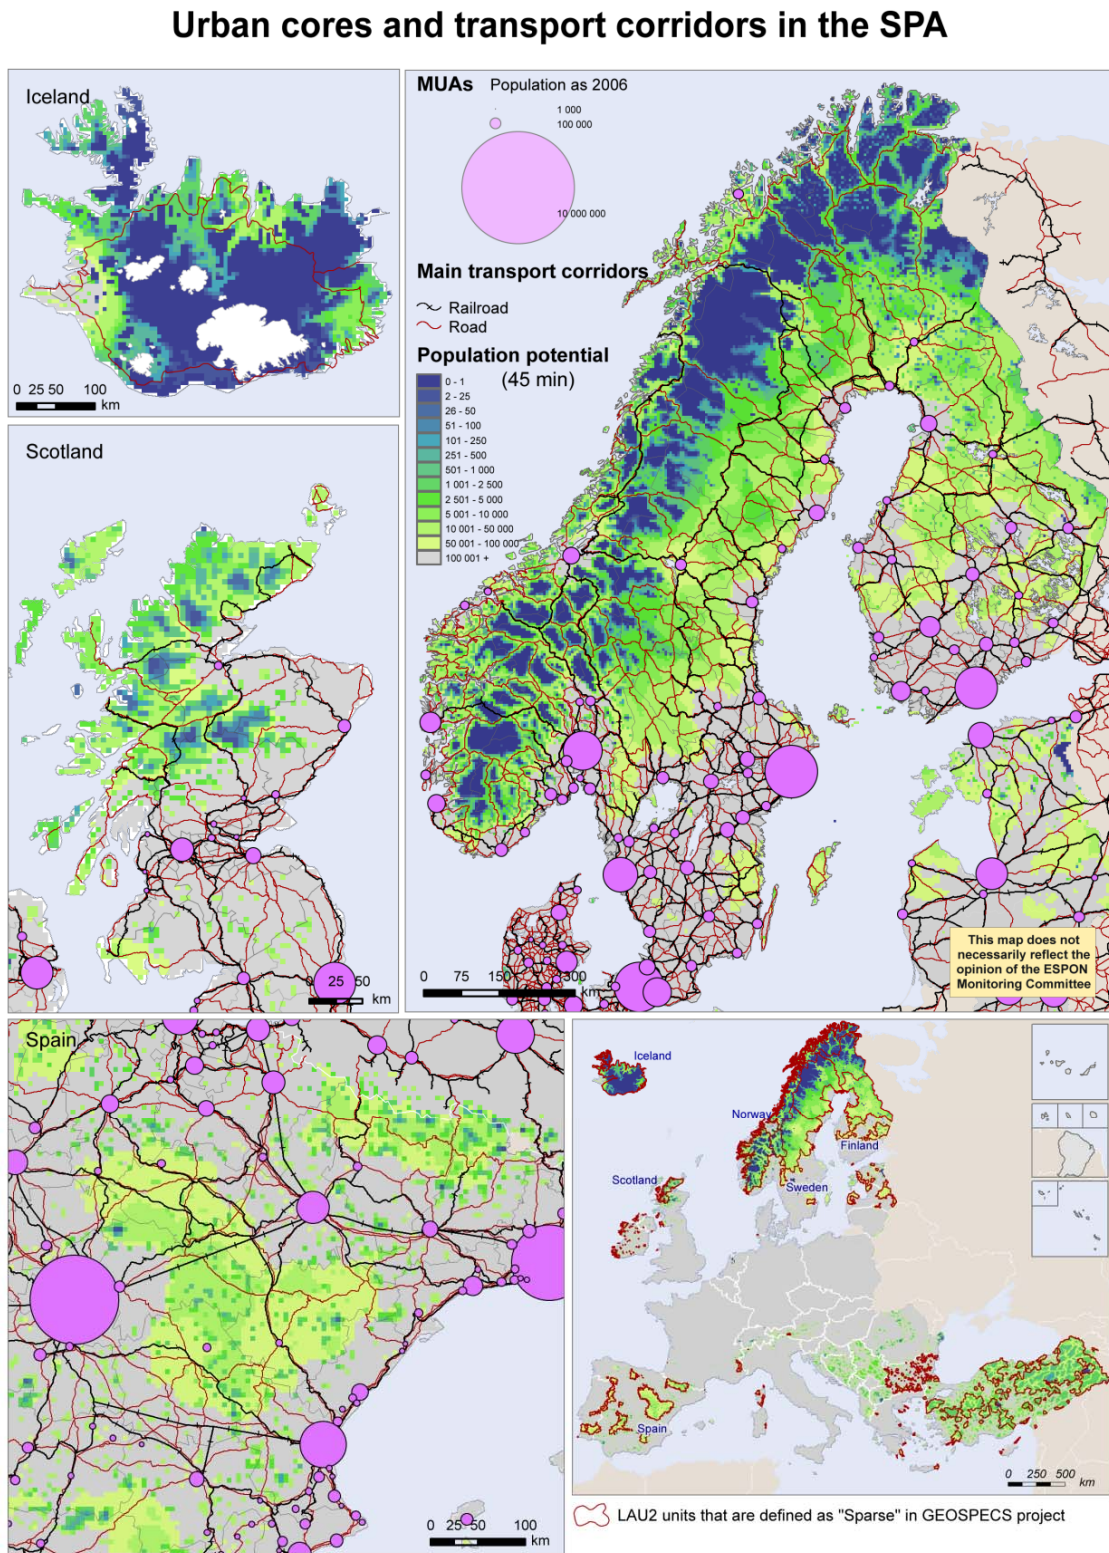 Urban cores and transport corridors in the SPA
Iceland
0 25 50 100
km
MUAs Population as 2006
1 000
100 000
10 000 000
Main transport corridors
Railroad
Road
Population potential
(45 min)
0 - 1
2 - 25
26 - 50
51 - 100
101 - 250
251 - 500
501 - 1 000
1 001 - 2 500
2 501 - 5 000
5 001 - 10 000
10 001 - 50 000
50 001 - 100 000
100 001 +
Scotland
0 25 50
km
0 75 150 300
km
This map does not
necessarily reflect the
opinion of the ESPON
Monitoring Committee
Spain
0 25 50 100
km
Iceland
Norway
Finland
Scotland
Sweden
Spain
0 250 500
km
LAU2 units that are defined as "Sparse" in GEOSPECS project